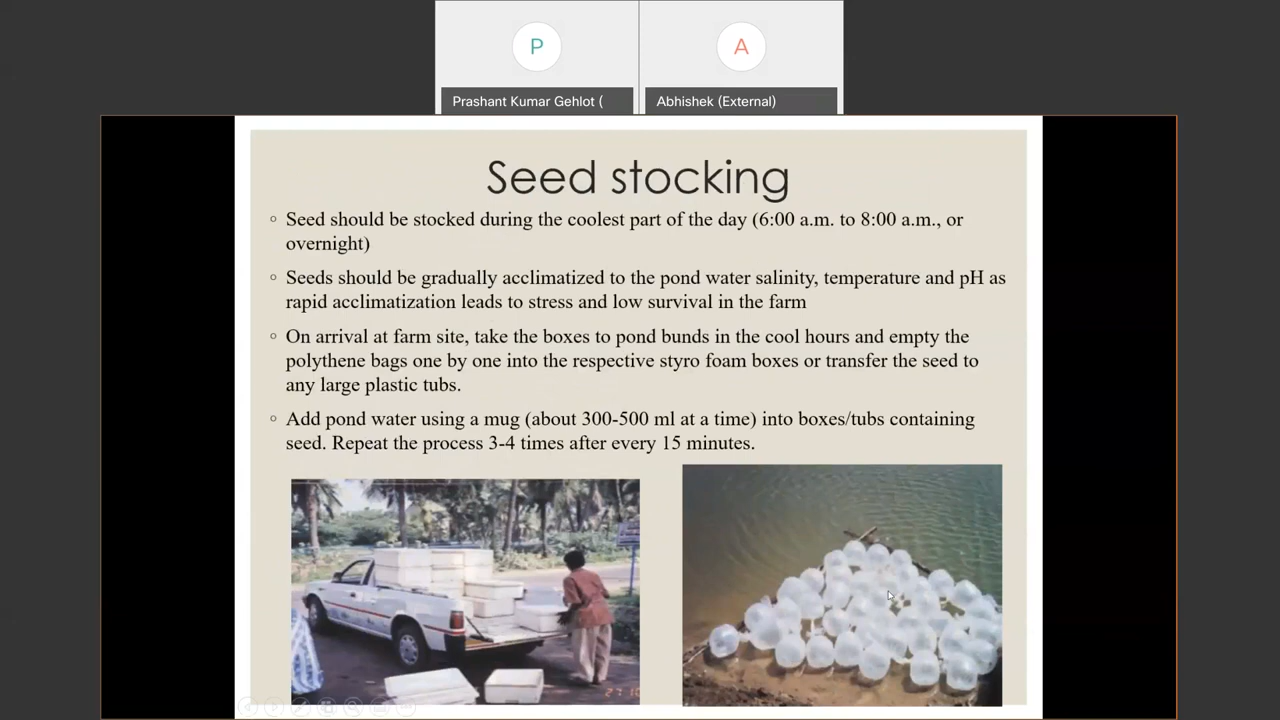 P
A
Prashant Kumar Gehlot (
Abhishek (External)
Seed stocking
◦ Seed should be stocked during the coolest part of the day (6:00 a.m. to 8:00 a.m., or
overnight)
◦ Seeds should be gradually acclimatized to the pond water salinity, temperature and pH as
rapid acclimatization leads to stress and low survival in the farm
◦ On arrival at farm site, take the boxes to pond bunds in the cool hours and empty the
polythene bags one by one into the respective styro foam boxes or transfer the seed to
any large plastic tubs.
◦ Add pond water using a mug (about 300-500 ml at a time) into boxes/tubs containing
seed. Repeat the process 3-4 times after every 15 minutes.